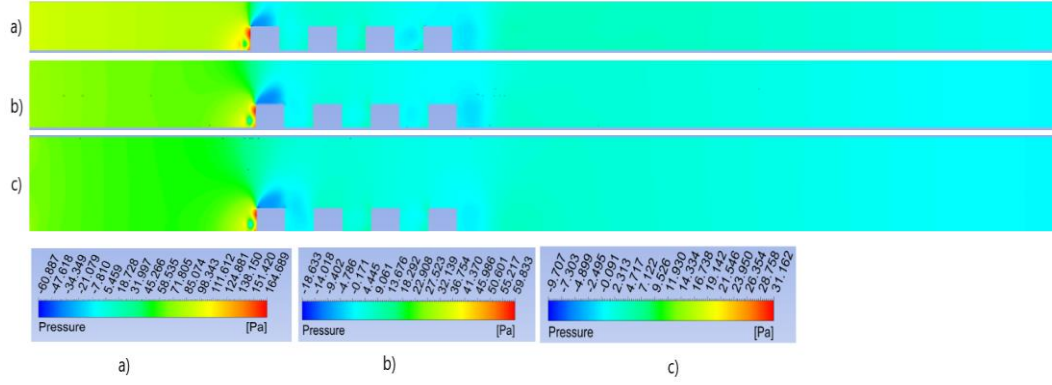 a)
b)
c)
-60.887 -47.618 -34.349 -21.079 -7.810 5.459 18.728 31.997 45.266 58.535 71.805 85.074 98.343 111.612 124.881 138.150 151.420 164.689
Pressure [Pa]
-18.633 -14.018 -9.402 -4.786 -0.171 4.445 9.061 13.676 18.292 22.908 27.523 32.139 36.754 41.370 45.986 50.601 55.217 59.833
Pressure [Pa]
-9.707 -7.303 -4.899 -2.495 -0.091 2.313 4.717 7.122 9.526 11.930 14.334 16.738 19.142 21.546 23.950 26.354 28.758 31.162
Pressure [Pa]
a) b) c)